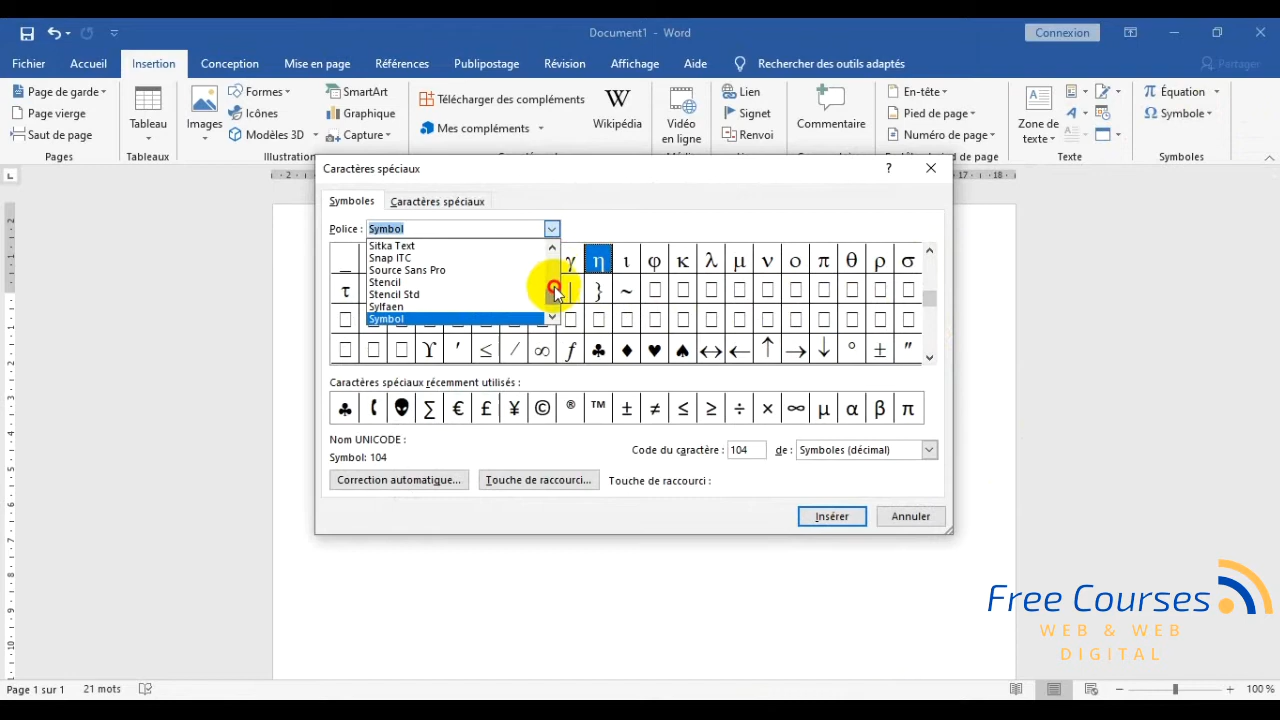 Document1 - Word
Connexion
Fichier Accueil Insertion Conception Mise en page Références Publipostage Révision Affichage Aide Rechercher des outils adaptés Partager
Page de garde
Page vierge
Saut de page
Pages
Tableau
Tableaux
Images
Formes
Icônes
Modèles 3D
SmartArt
Graphique
Capture
Illustration
Télécharger des compléments
Mes compléments
W
Wikipédia
Vidéo
en ligne
Lien
Signet
Renvoi
Commentaire
En-tête
Pied de page
Numéro de page
d de page
Zone de
texte
Texte
π Équation
Ω Symbole
Symboles
Caractères spéciaux
?
Symboles Caractères spéciaux
Police : Symbol
Sitka Text
Snap ITC
Source Sans Pro
Stencil
Stencil Std
Sylfaen
Symbol
γ η ι φ κ λ μ ν ο π θ ρ σ
τ | } ~
ϒ ′ ≤ ⁄ ∞ ƒ ♣ ♦ ♥ ♠ ↔ ← ↑ → ↓ ° ± ″
Caractères spéciaux récemment utilisés :
♣ 👽 ∑ € £ ¥ © ® ™ ± ≠ ≤ ≥ ÷ × ∞ µ α β π
Nom UNICODE :
Symbol: 104
Code du caractère : 104 de : Symboles (décimal)
Correction automatique... Touche de raccourci... Touche de raccourci :
Insérer Annuler
Free Courses
WEB & WEB
DIGITAL
Page 1 sur 1 21 mots 100 %